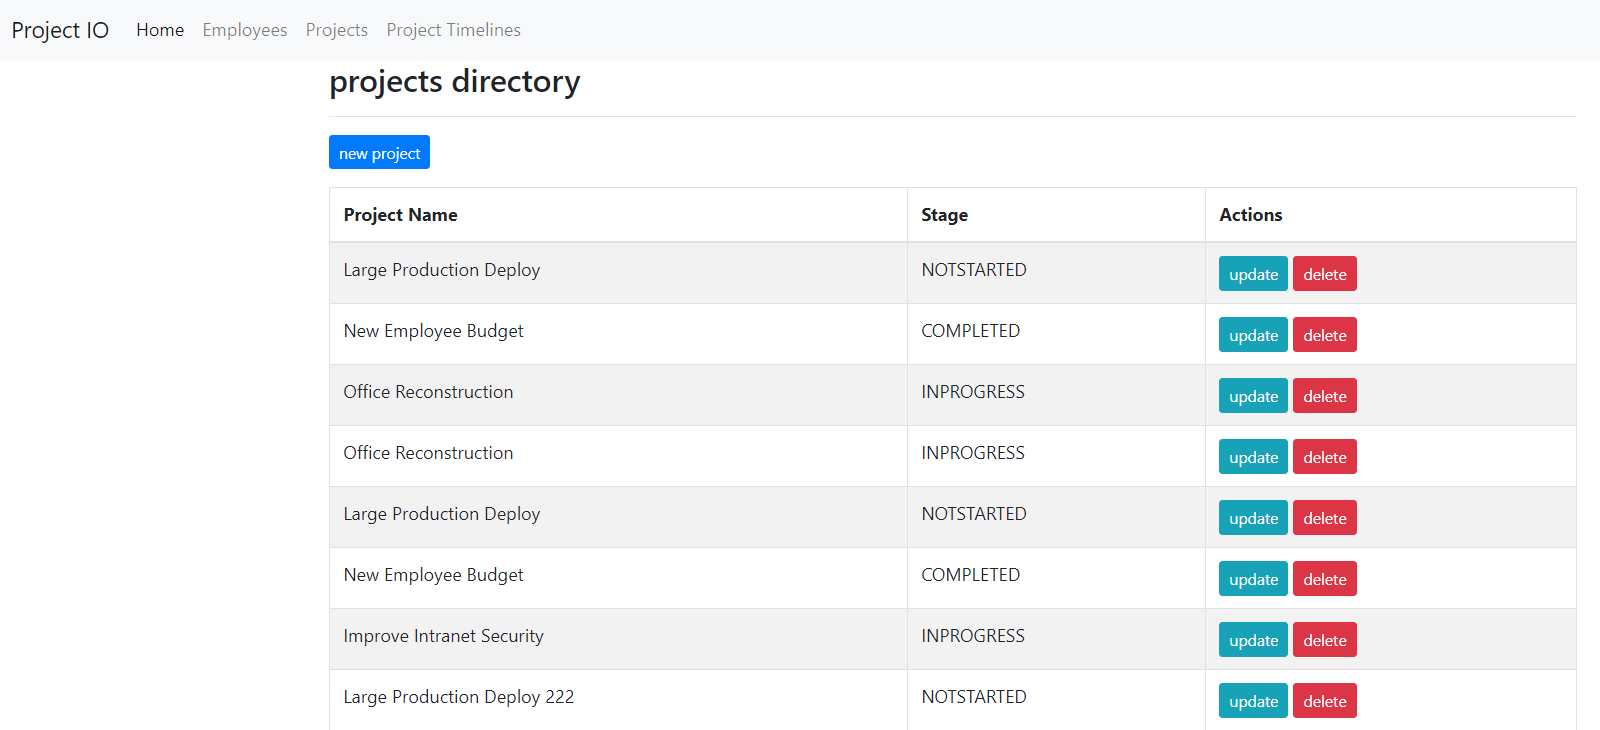 Project IO Home Employees Projects Project Timelines
projects directory
new project
Project Name Stage Actions
Large Production Deploy NOTSTARTED update delete
New Employee Budget COMPLETED update delete
Office Reconstruction INPROGRESS update delete
Office Reconstruction INPROGRESS update delete
Large Production Deploy NOTSTARTED update delete
New Employee Budget COMPLETED update delete
Improve Intranet Security INPROGRESS update delete
Large Production Deploy 222 NOTSTARTED update delete